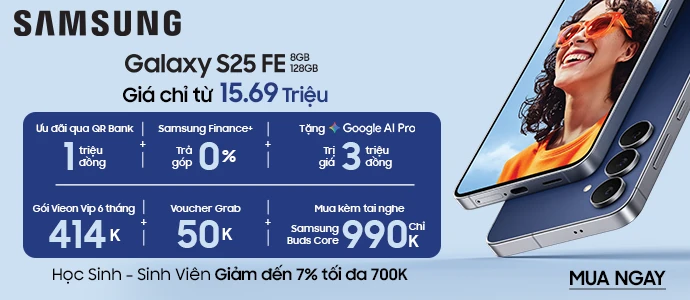 SAMSUNG
Galaxy S25 FE 8GB 128GB
Giá chỉ từ 15.69 Triệu
Ưu đãi qua QR Bank
1 triệu đồng
+
Samsung Finance+
Trả góp 0%
+
Tặng Google AI Pro
Trị giá 3 triệu đồng
+
Gói Vieon Vip 6 tháng
414K
+
Voucher Grab
50K
+
Mua kèm tai nghe
Samsung Buds Core Chỉ 990K
Học Sinh - Sinh Viên Giảm đến 7% tối đa 700K
MUA NGAY